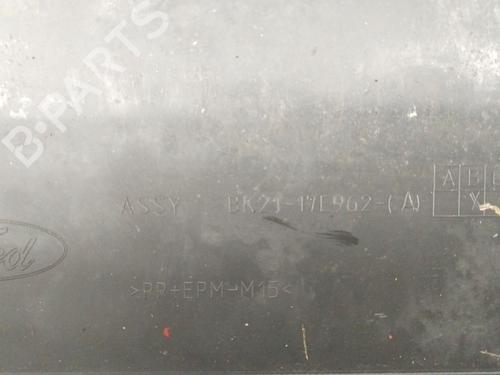 B-PARTS
A B
ASSY BK21-17E962-(A) X
Ford
>PP+EPM-M15<